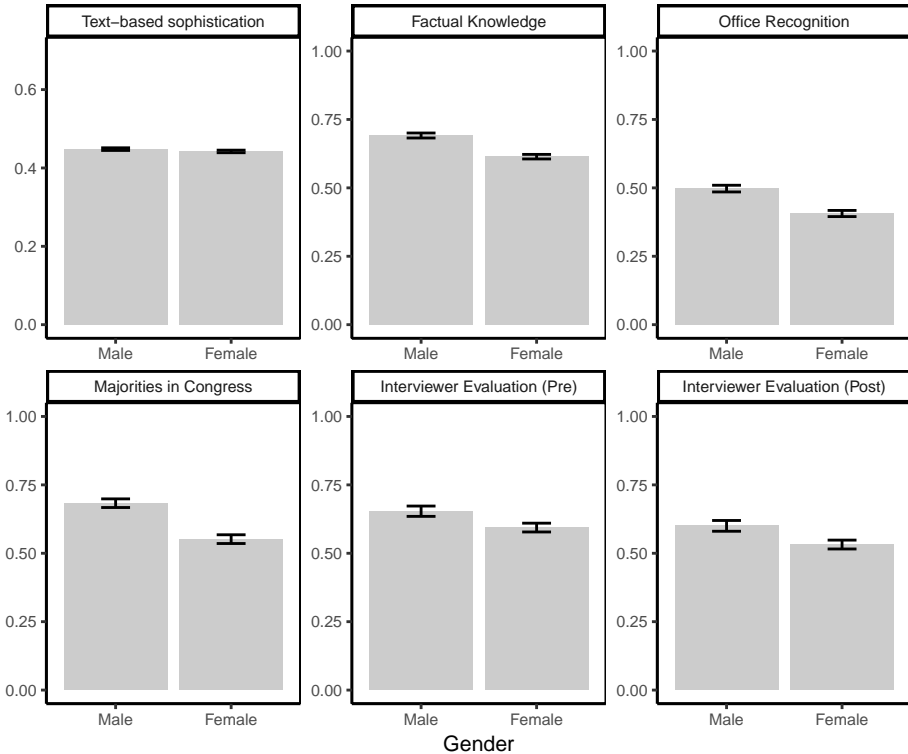 Text−based sophistication
Factual Knowledge
Office Recognition
0.6
0.4
0.2
0.0
1.00
0.75
0.50
0.25
0.00
1.00
0.75
0.50
0.25
0.00
Male Female
Male Female
Male Female
Majorities in Congress
Interviewer Evaluation (Pre)
Interviewer Evaluation (Post)
1.00
0.75
0.50
0.25
0.00
1.00
0.75
0.50
0.25
0.00
1.00
0.75
0.50
0.25
0.00
Male Female
Male Female
Male Female
Gender